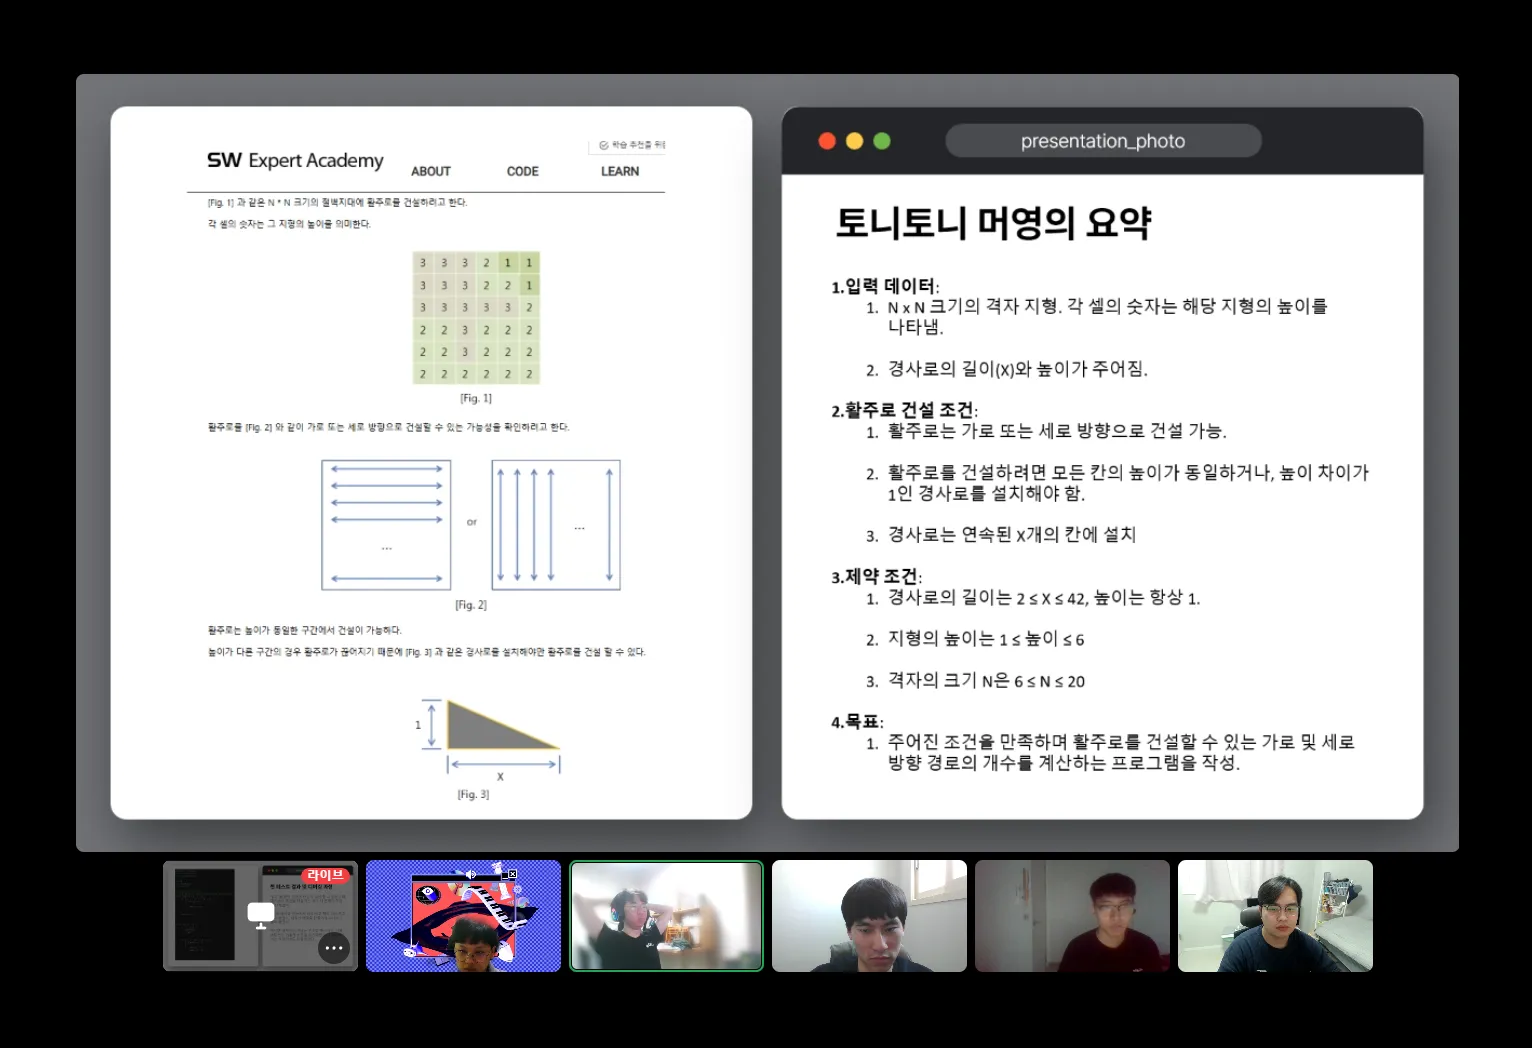 SW Expert Academy
ABOUT
CODE
LEARN
학습 추천을 위한
[Fig. 1] 과 같은 N * N 크기의 절벽지대에 활주로를 건설하려고 한다.
각 셀의 숫자는 그 지형의 높이를 의미한다.
3 3 3 2 1 1
3 3 3 2 2 1
3 3 3 3 3 2
2 2 3 2 2 2
2 2 3 2 2 2
2 2 2 2 2 2
[Fig. 1]
활주로를 [Fig. 2] 와 같이 가로 또는 세로 방향으로 건설할 수 있는 가능성을 확인하려고 한다.
...
or
...
[Fig. 2]
활주로는 높이가 동일한 구간에서 건설이 가능하다.
높이가 다른 구간의 경우 활주로가 끊어지기 때문에 [Fig. 3] 과 같은 경사로를 설치해야만 활주로를 건설 할 수 있다.
1
X
[Fig. 3]
presentation_photo
토니토니 머영의 요약
1.입력 데이터:
1. N x N 크기의 격자 지형. 각 셀의 숫자는 해당 지형의 높이를
나타냄.
2. 경사로의 길이(X)와 높이가 주어짐.
2.활주로 건설 조건:
1. 활주로는 가로 또는 세로 방향으로 건설 가능.
2. 활주로를 건설하려면 모든 칸의 높이가 동일하거나, 높이 차이가
1인 경사로를 설치해야 함.
3. 경사로는 연속된 X개의 칸에 설치
3.제약 조건:
1. 경사로의 길이는 2 ≤ X ≤ 42, 높이는 항상 1.
2. 지형의 높이는 1 ≤ 높이 ≤ 6
3. 격자의 크기 N은 6 ≤ N ≤ 20
4.목표:
1. 주어진 조건을 만족하며 활주로를 건설할 수 있는 가로 및 세로
방향 경로의 개수를 계산하는 프로그램을 작성.
라이브